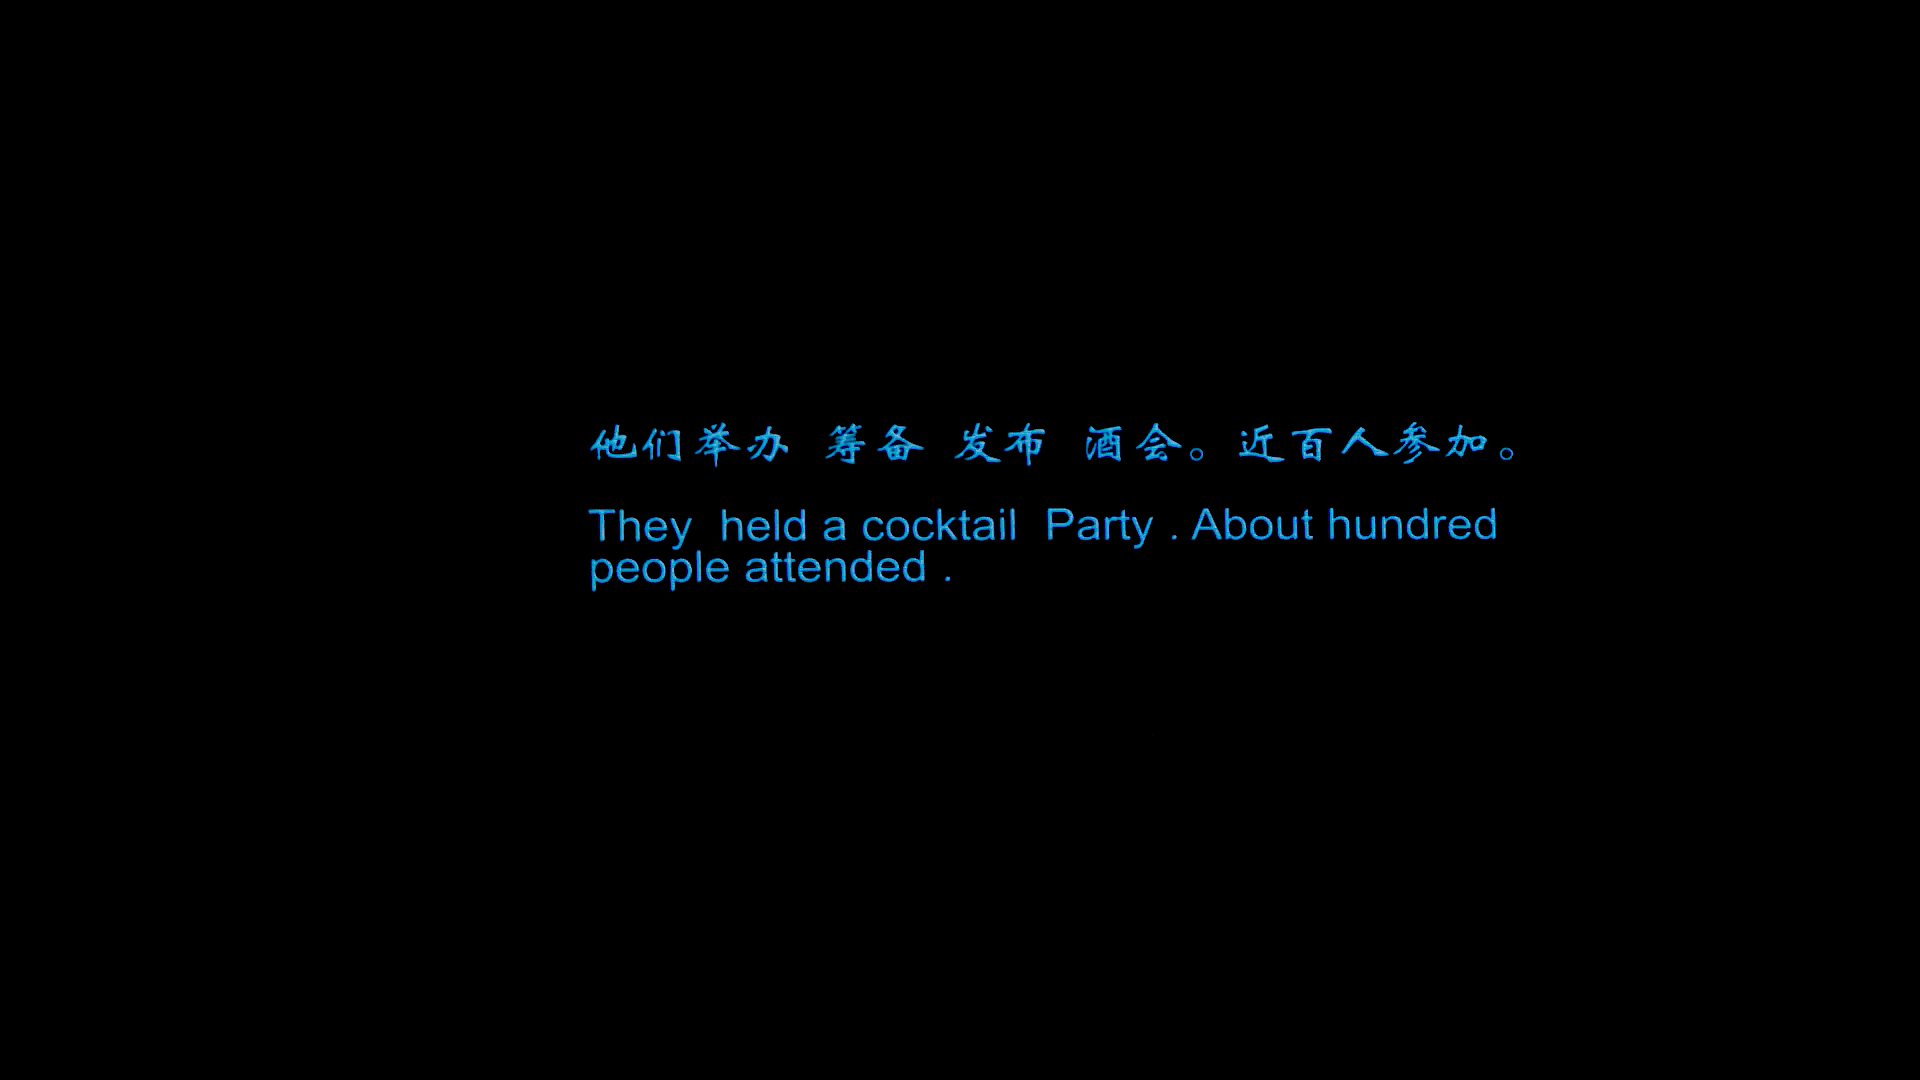 他们举办 筹备 发布 酒会。近百人参加。
They held a cocktail Party . About hundred
people attended .